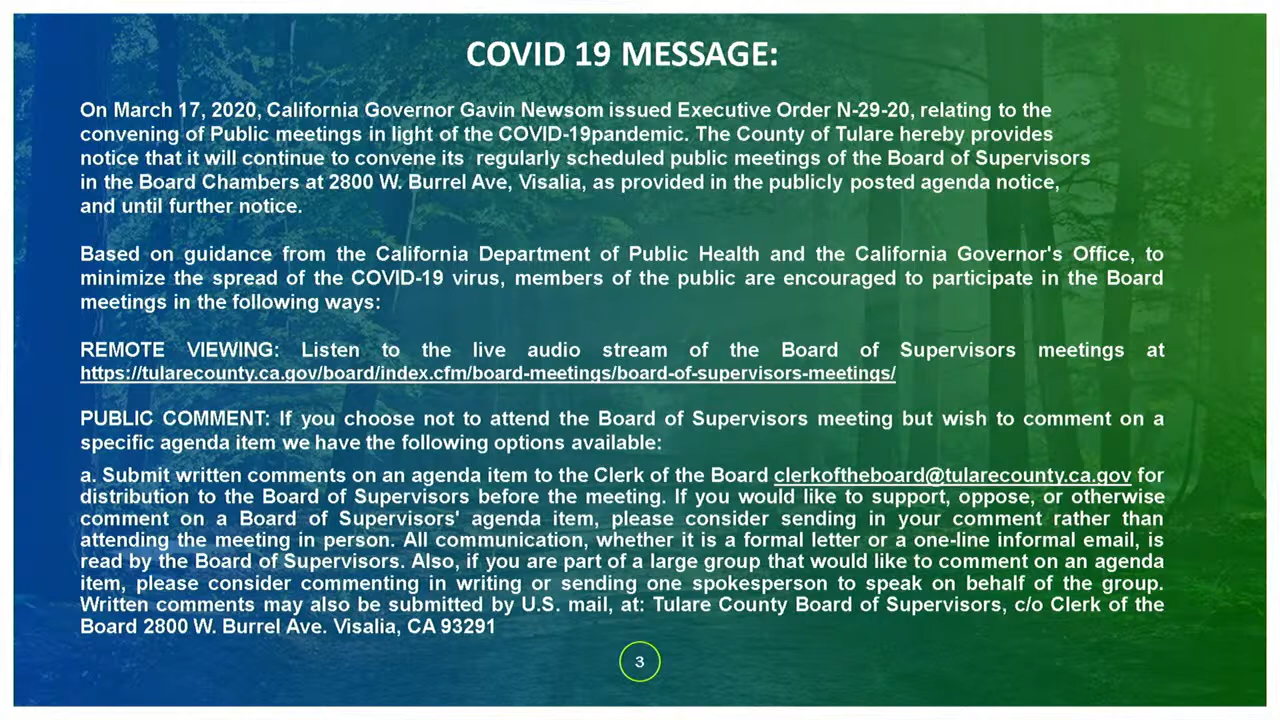 COVID 19 MESSAGE:
On March 17, 2020, California Governor Gavin Newsom issued Executive Order N-29-20, relating to the
convening of Public meetings in light of the COVID-19pandemic. The County of Tulare hereby provides
notice that it will continue to convene its regularly scheduled public meetings of the Board of Supervisors
in the Board Chambers at 2800 W. Burrel Ave, Visalia, as provided in the publicly posted agenda notice,
and until further notice.
Based on guidance from the California Department of Public Health and the California Governor's Office, to
minimize the spread of the COVID-19 virus, members of the public are encouraged to participate in the Board
meetings in the following ways:
REMOTE VIEWING: Listen to the live audio stream of the Board of Supervisors meetings at
https://tularecounty.ca.gov/board/index.cfm/board-meetings/board-of-supervisors-meetings/
PUBLIC COMMENT: If you choose not to attend the Board of Supervisors meeting but wish to comment on a
specific agenda item we have the following options available:
a. Submit written comments on an agenda item to the Clerk of the Board clerkoftheboard@tularecounty.ca.gov for
distribution to the Board of Supervisors before the meeting. If you would like to support, oppose, or otherwise
comment on a Board of Supervisors' agenda item, please consider sending in your comment rather than
attending the meeting in person. All communication, whether it is a formal letter or a one-line informal email, is
read by the Board of Supervisors. Also, if you are part of a large group that would like to comment on an agenda
item, please consider commenting in writing or sending one spokesperson to speak on behalf of the group.
Written comments may also be submitted by U.S. mail, at: Tulare County Board of Supervisors, c/o Clerk of the
Board 2800 W. Burrel Ave. Visalia, CA 93291
3